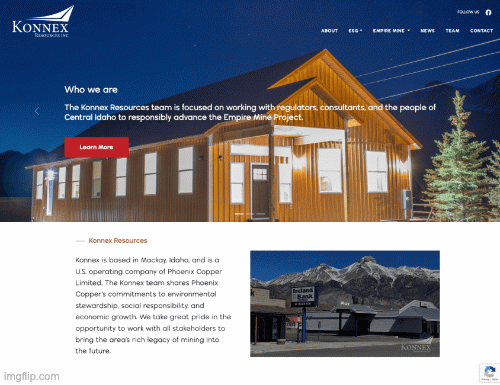 FOLLOW US
KONNEX
RESOURCES INC
ABOUT ESG EMPIRE MINE NEWS TEAM CONTACT
Who we are
The Konnex Resources team is focused on working with regulators, consultants, and the people of
Central Idaho to responsibly advance the Empire Mine Project.
Learn More
Konnex Resources
Konnex is based in Mackay, Idaho, and is a
U.S. operating company of Phoenix Copper
Limited. The Konnex team shares Phoenix
Copper's commitments to environmental
stewardship, social responsibility, and
economic growth. We take great pride in the
opportunity to work with all stakeholders to
bring the area's rich legacy of mining into
the future.
Ireland
Bank
KONNEX
imgflip.com